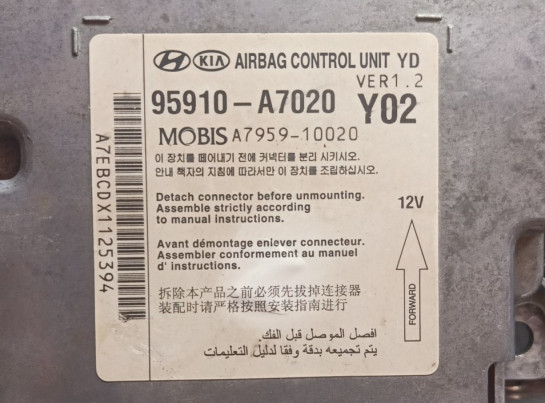 HYUNDAI KIA AIRBAG CONTROL UNIT YD
VER1.2
95910-A7020 Y02
MOBIS A7959-10020
이 장치를 떼어내기 전에 커넥터를 분리 시키시오.
안내 책자의 지침에 따라서만 이 장치를 조립하십시오.
Detach connector before unmounting.
Assemble strictly according
to manual instructions.
12V
Avant démontage enlever connecteur.
Assembler conformement au manuel
d' instructions.
FORWARD
拆除本产品之前必须先拔掉连接器
装配时请严格按照安装指南进行
افصل الموصل قبل الفك.
يتم تجميعه بدقة وفقا لدليل التعليمات
A7EBCDX1125394